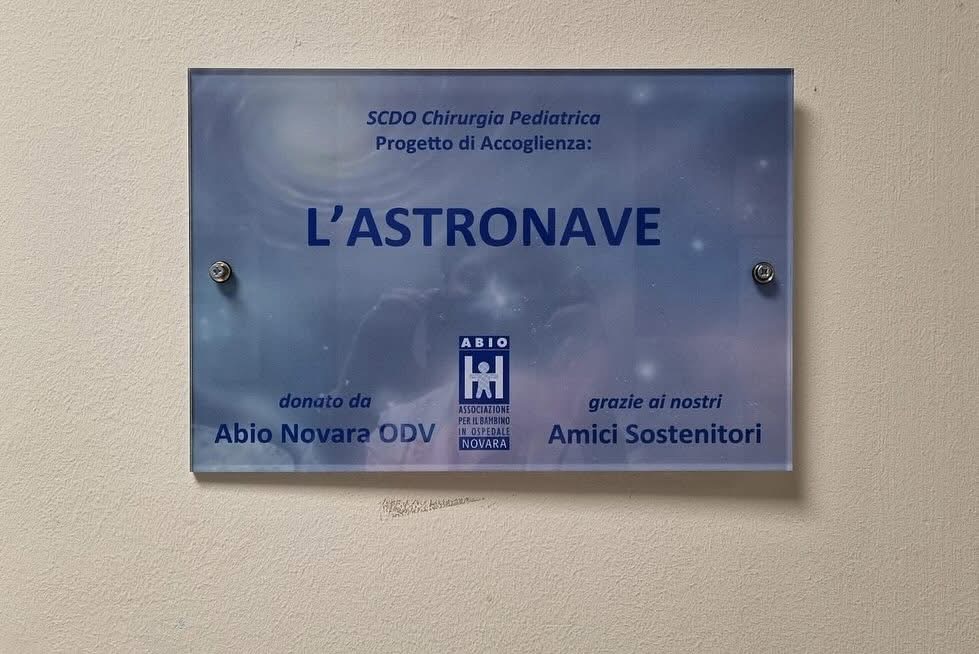 SCDO Chirurgia Pediatrica
Progetto di Accoglienza:
L'ASTRONAVE
ABIO
H
ASSOCIAZIONE
PER IL BAMBINO
IN OSPEDALE
NOVARA
donato da
Abio Novara ODV
grazie ai nostri
Amici Sostenitori